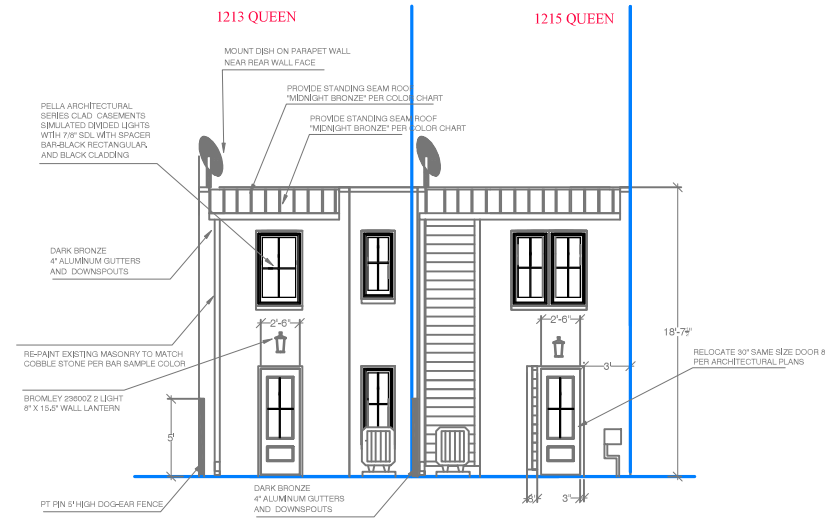 1213 QUEEN
1215 QUEEN
MOUNT DISH ON PARAPET WALL
NEAR REAR WALL FACE
PROVIDE STANDING SEAM ROOF
"MIDNIGHT BRONZE" PER COLOR CHART
PELLA ARCHITECTURAL
SERIES CLAD CASEMENTS
SIMULATED DIVIDED LIGHTS
WTIH 7/8" SDL WITH SPACER
BAR-BLACK RECTANGULAR,
AND BLACK CLADDING
PROVIDE STANDING SEAM ROOF
"MIDNIGHT BRONZE" PER COLOR CHART
DARK BRONZE
4" ALUMINUM GUTTERS
AND DOWNSPOUTS
2'-6"
2'-6"
18'-7½"
RE-PAINT EXISTING MASONRY TO MATCH
COBBLE STONE PER BAR SAMPLE COLOR
RELOCATE 30" SAME SIZE DOOR 8
PER ARCHITECTURAL PLANS
3'
BROMLEY 23600Z 2 LIGHT
8" X 15.5" WALL LANTERN
5'
DARK BRONZE
4" ALUMINUM GUTTERS
AND DOWNSPOUTS
3"
PT PIN 5' HIGH DOG-EAR FENCE